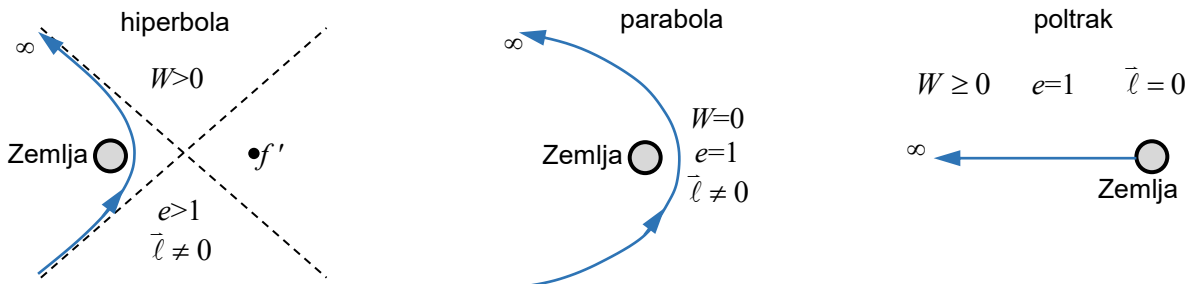 hiperbola
∞
W>0
Zemlja
f '
e>1
ℓ⃗ ≠ 0
parabola
∞
W=0
Zemlja
e=1
ℓ⃗ ≠ 0
poltrak
W ≥ 0 e=1 ℓ⃗ = 0
∞
Zemlja